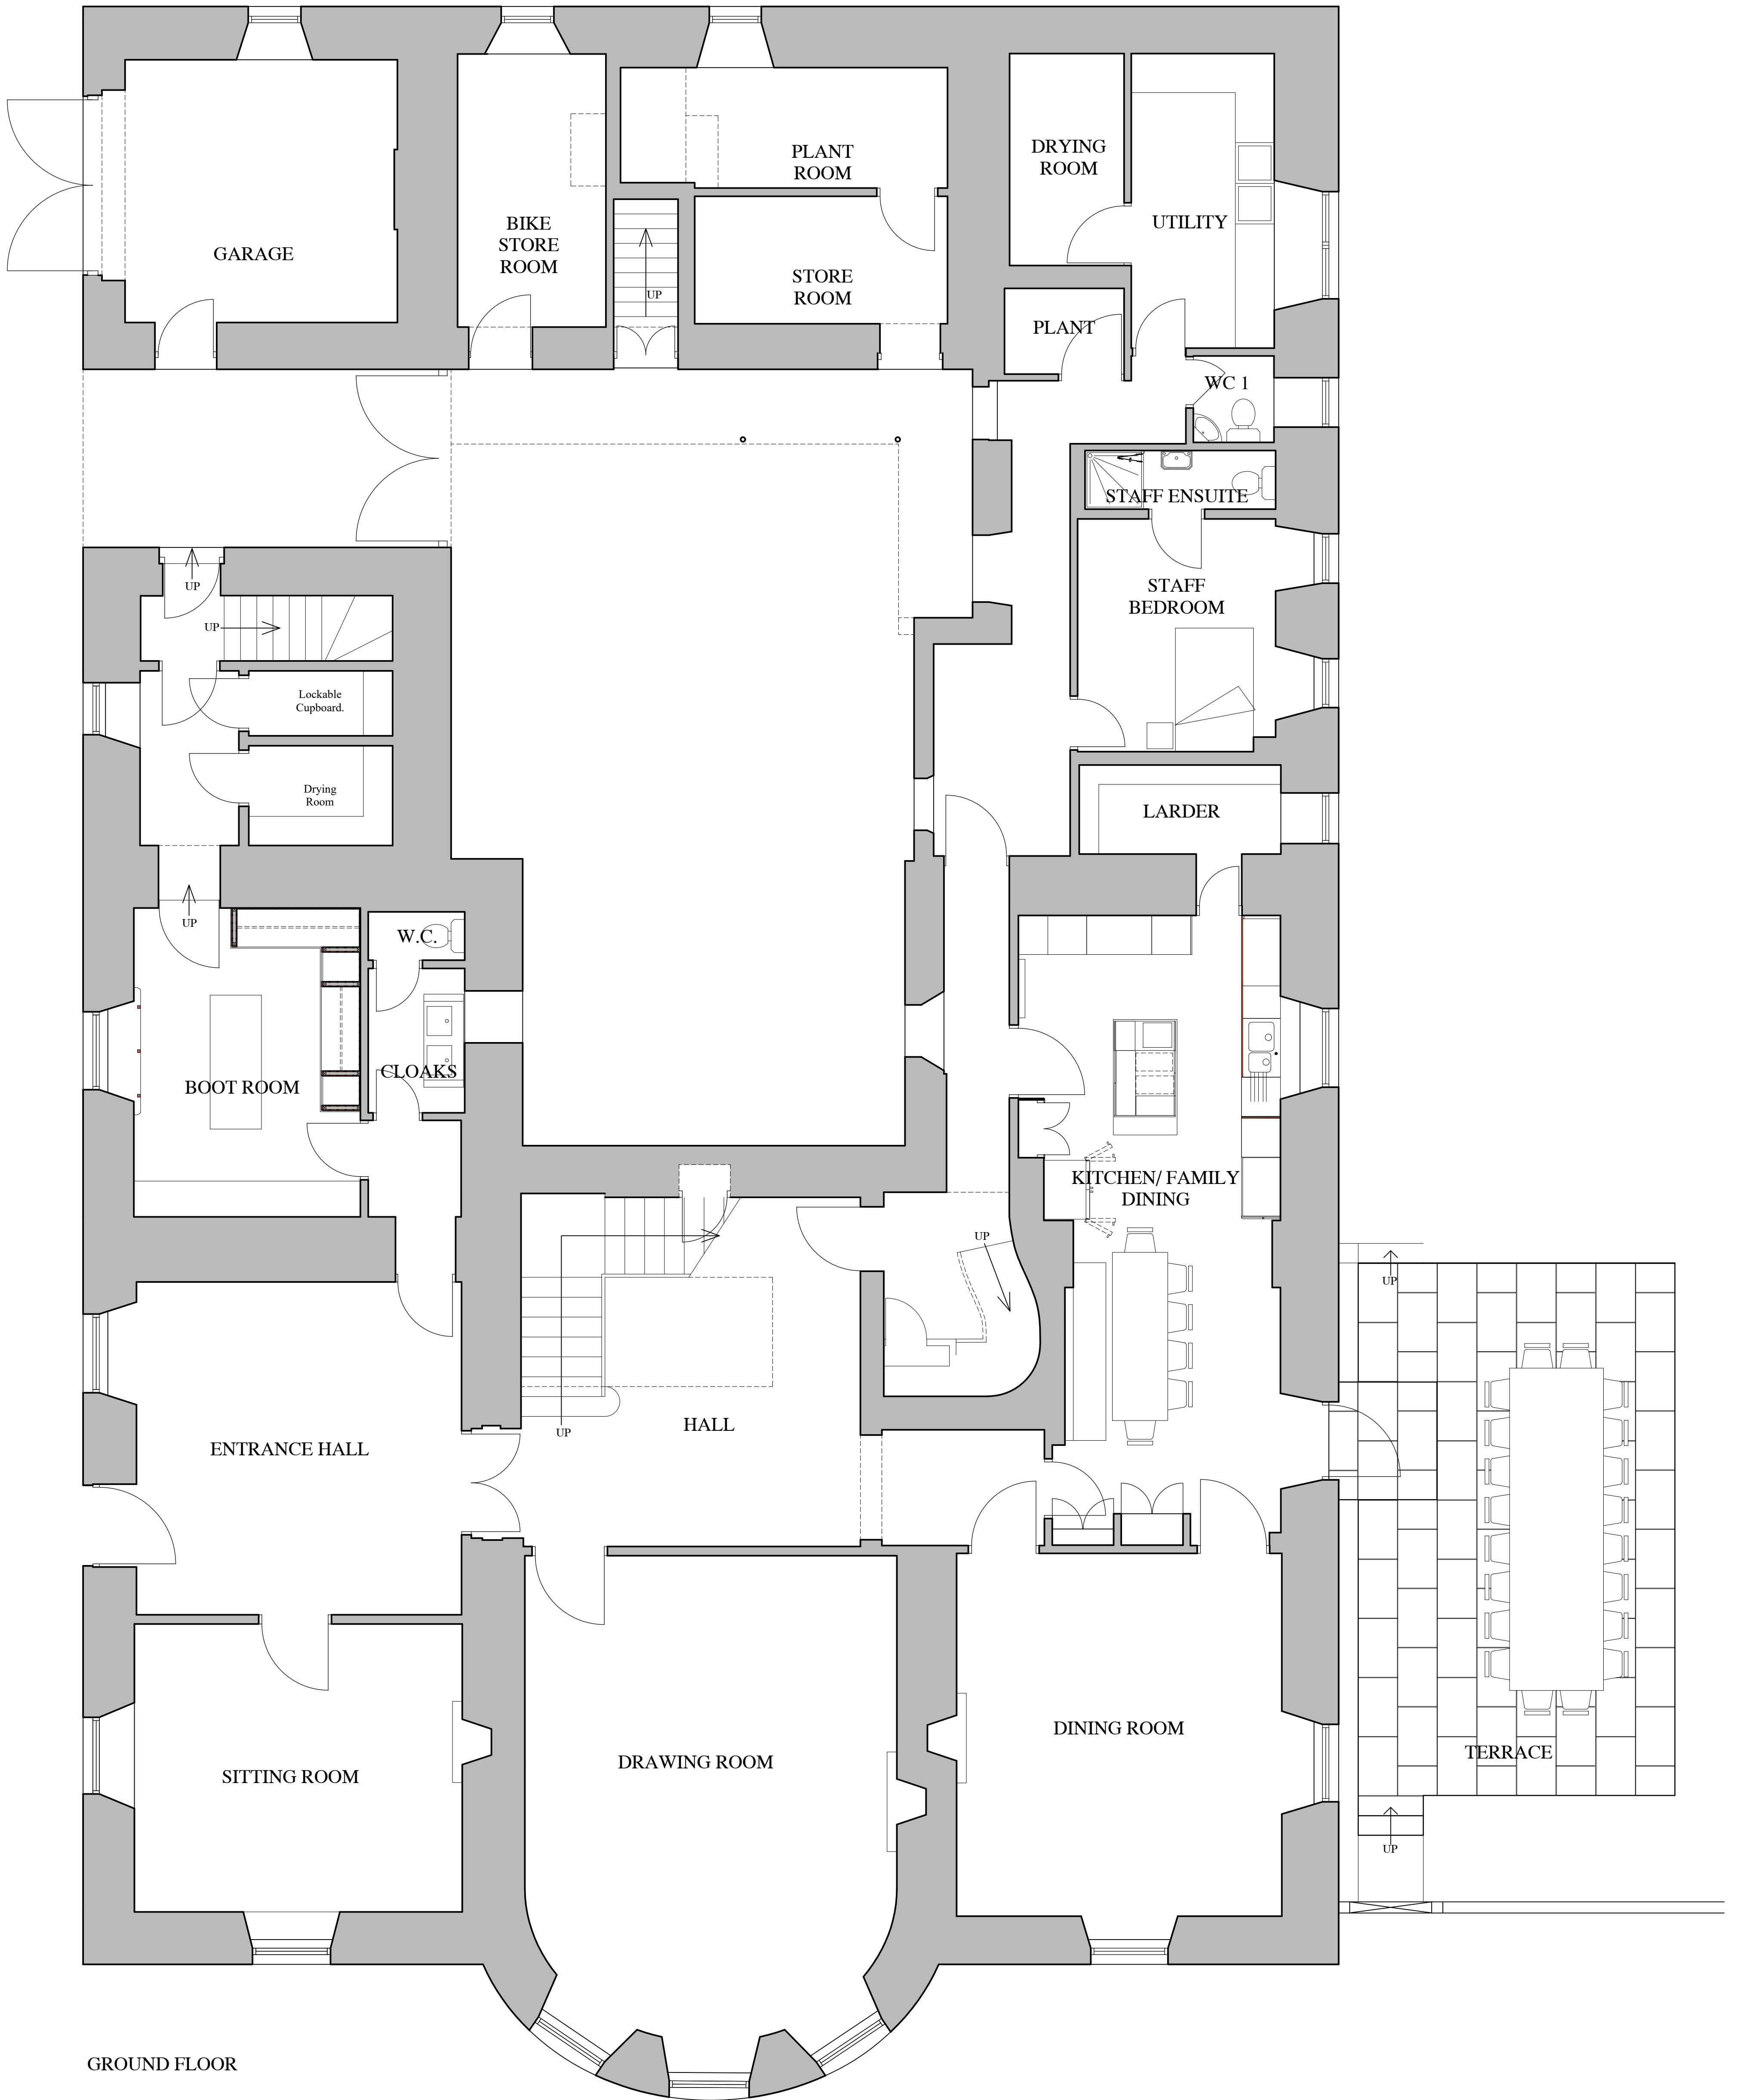 PLANT
ROOM
DRYING
ROOM
BIKE
STORE
ROOM
UTILITY
GARAGE
STORE
ROOM
UP
PLANT
WC 1
STAFF ENSUITE
UP
STAFF
BEDROOM
UP
Lockable
Cupboard.
Drying
Room
LARDER
UP
W.C.
CLOAKS
BOOT ROOM
KITCHEN/ FAMILY
DINING
UP
UP
HALL
UP
ENTRANCE HALL
DINING ROOM
TERRACE
DRAWING ROOM
SITTING ROOM
UP
GROUND FLOOR